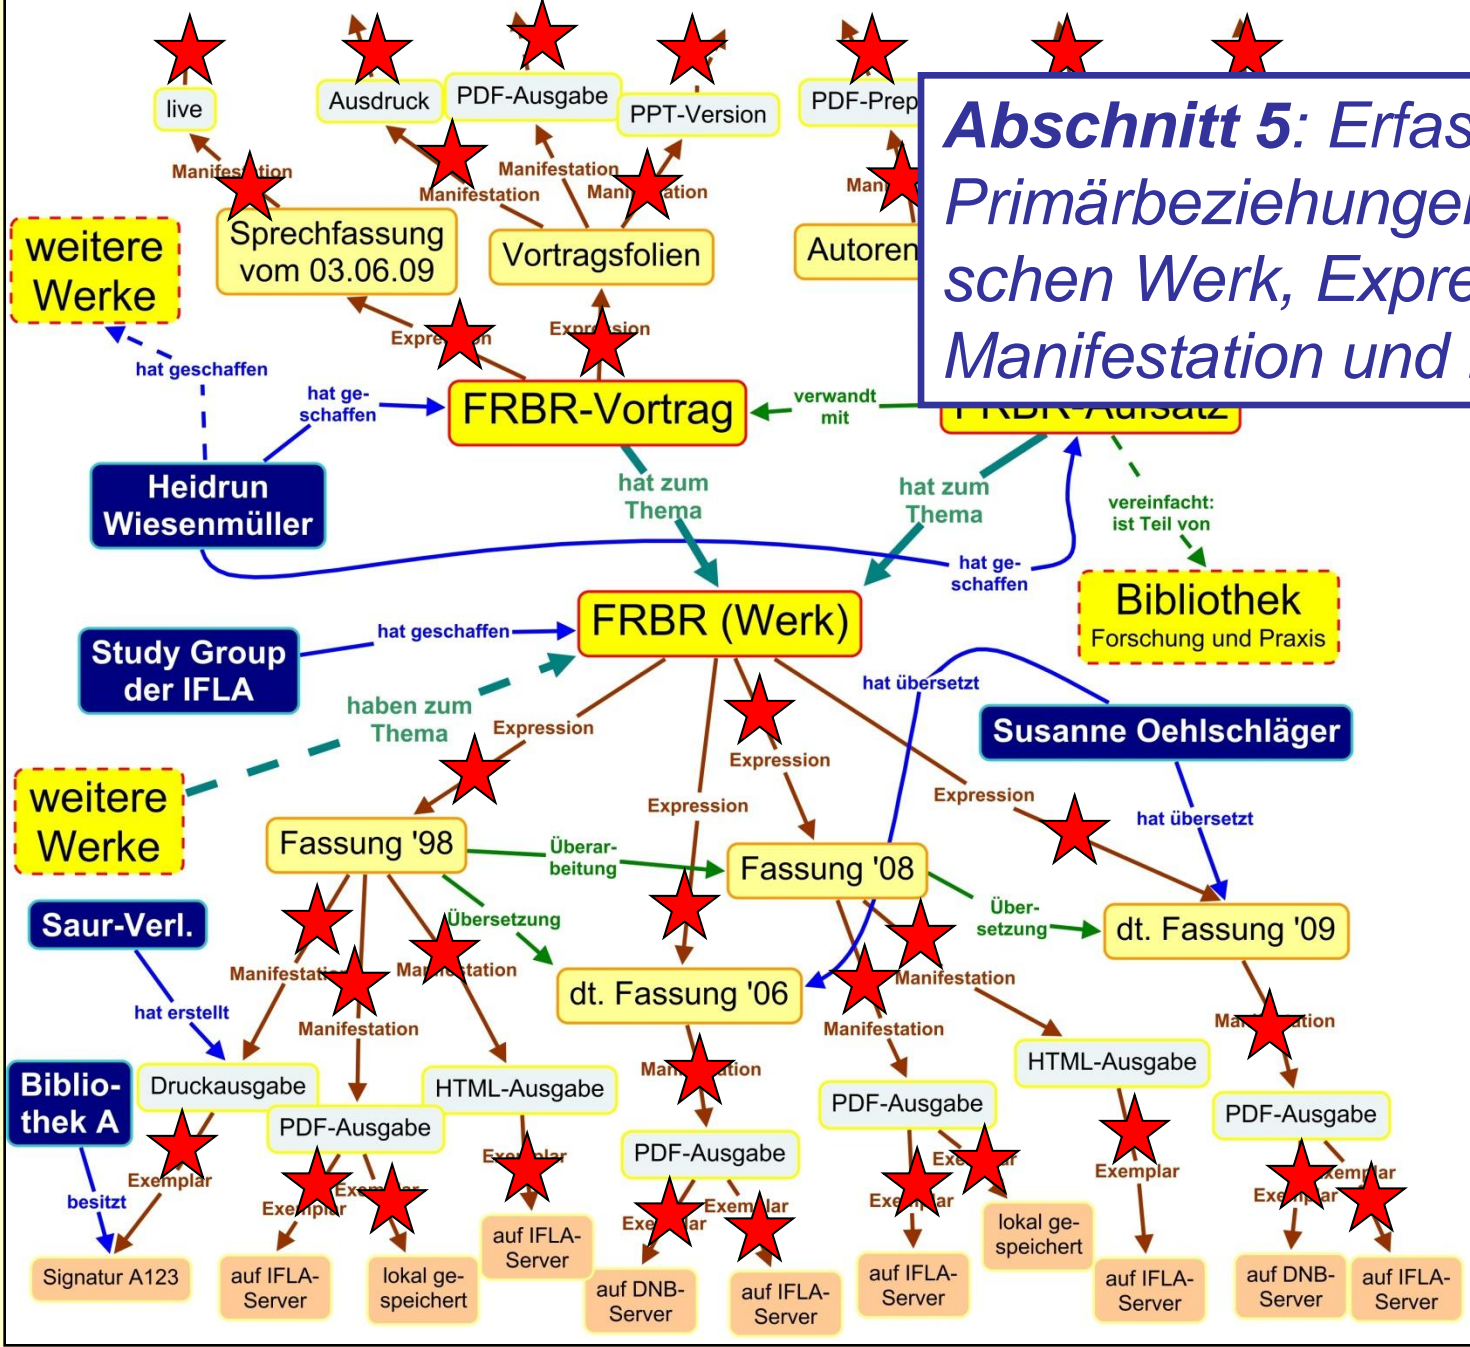 live
Ausdruck
PDF-Ausgabe
PPT-Version
Manifestation
Manifestation
Manifestation
Sprechfassung
vom 03.06.09
Vortragsfolien
Autoren
Abschnitt 5: Erfas
Primärbeziehungen
schen Werk, Expre
Manifestation und
weitere
Werke
Expression
hat geschaffen
hat ge-
schaffen
FRBR-Vortrag
verwandt
mit
FRBR-Aufsatz
Heidrun
Wiesenmüller
hat zum
Thema
hat zum
Thema
vereinfacht:
ist Teil von
hat ge-
schaffen
Bibliothek
Forschung und Praxis
FRBR (Werk)
hat geschaffen
Study Group
der IFLA
haben zum
Thema
hat übersetzt
Susanne Oehlschläger
Expression
Expression
Expression
Expression
hat übersetzt
weitere
Werke
Fassung '98
Überar-
beitung
Fassung '08
Übersetzung
Über-
setzung
dt. Fassung '09
Saur-Verl.
hat erstellt
Manifestation
Manifestation
dt. Fassung '06
Manifestation
Manifestation
Biblio-
thek A
besitzt
Druckausgabe
PDF-Ausgabe
HTML-Ausgabe
PDF-Ausgabe
PDF-Ausgabe
HTML-Ausgabe
PDF-Ausgabe
Exemplar
Exemplar
Exemplar
Exemplar
Signatur A123
auf IFLA-
Server
lokal ge-
speichert
auf IFLA-
Server
auf DNB-
Server
auf IFLA-
Server
auf IFLA-
Server
lokal ge-
speichert
auf IFLA-
Server
auf DNB-
Server
auf IFLA-
Server